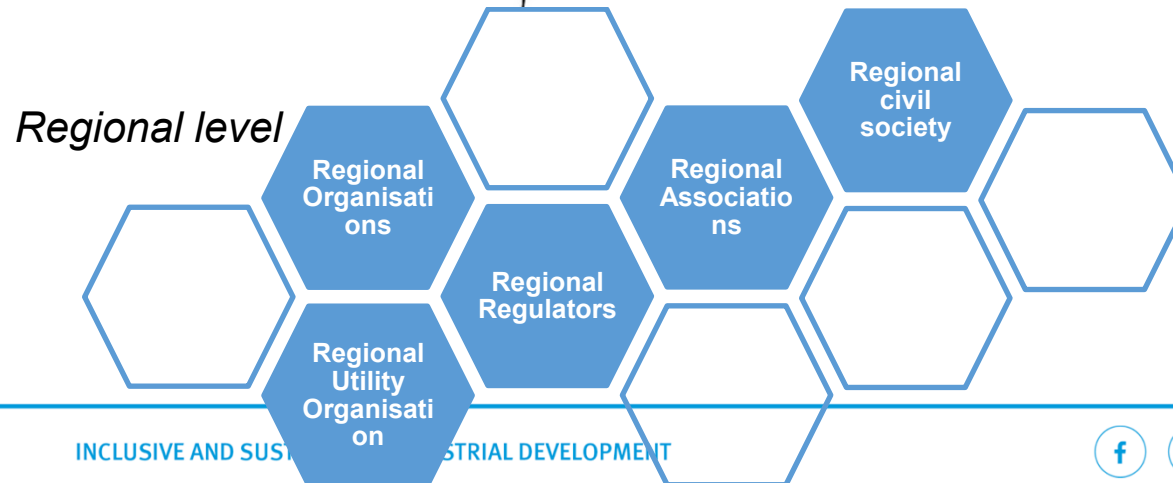 Regional level
Regional
civil
society
Regional
Organisati
ons
Regional
Associatio
ns
Regional
Regulators
Regional
Utility
Organisati
on
INCLUSIVE AND SUST
STRIAL DEVELOPMENT
f